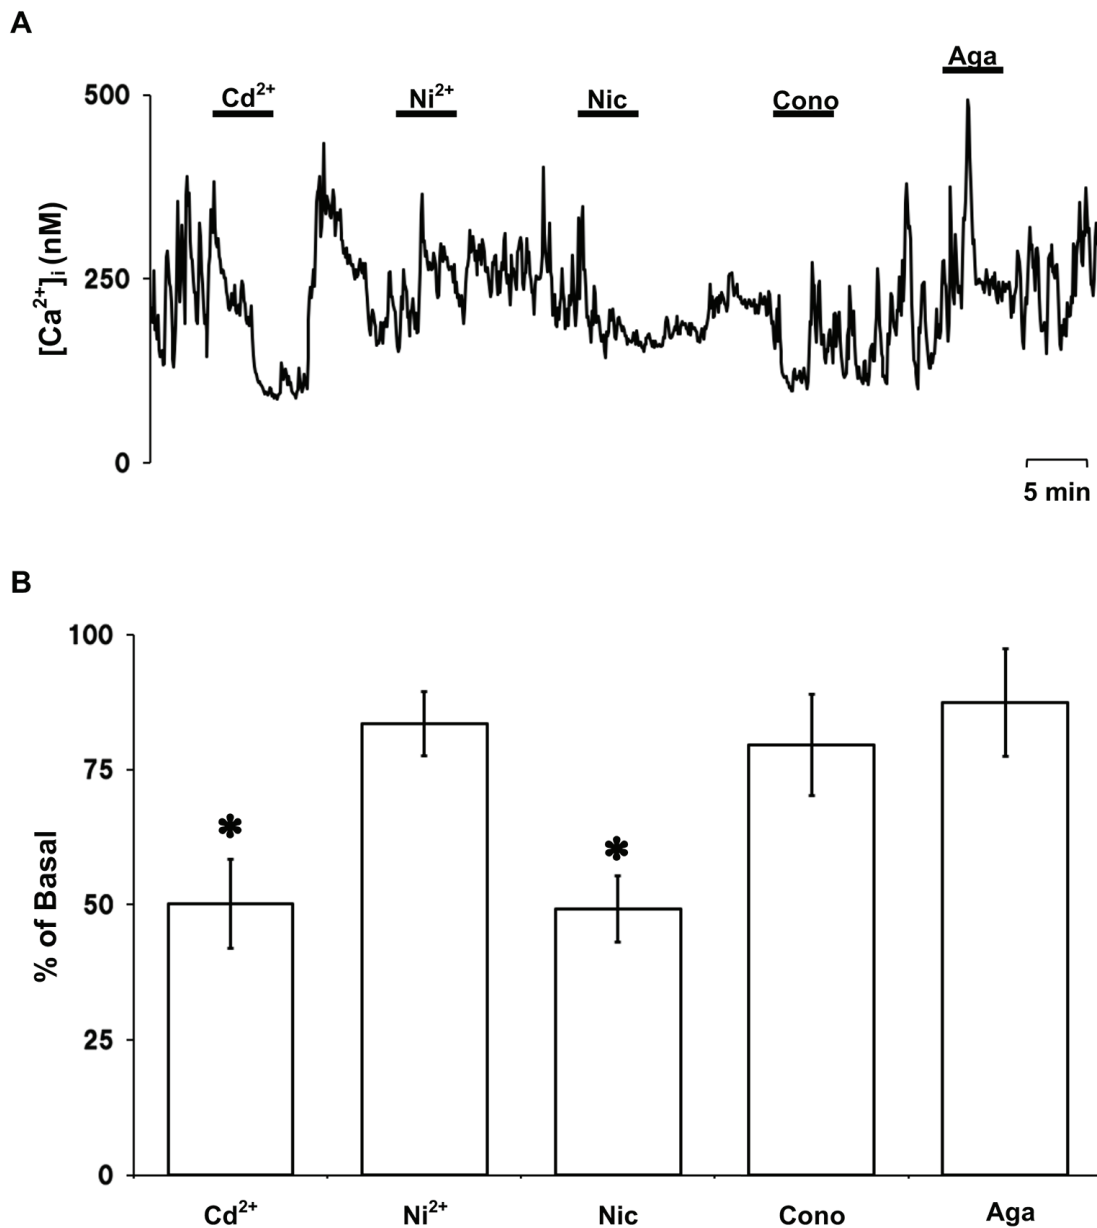 A
Aga
Cd²⁺ Ni²⁺ Nic Cono
500
250
0
[Ca²⁺]ᵢ (nM)
5 min
B
100
75
50
25
0
% of Basal
*
*
Cd²⁺ Ni²⁺ Nic Cono Aga